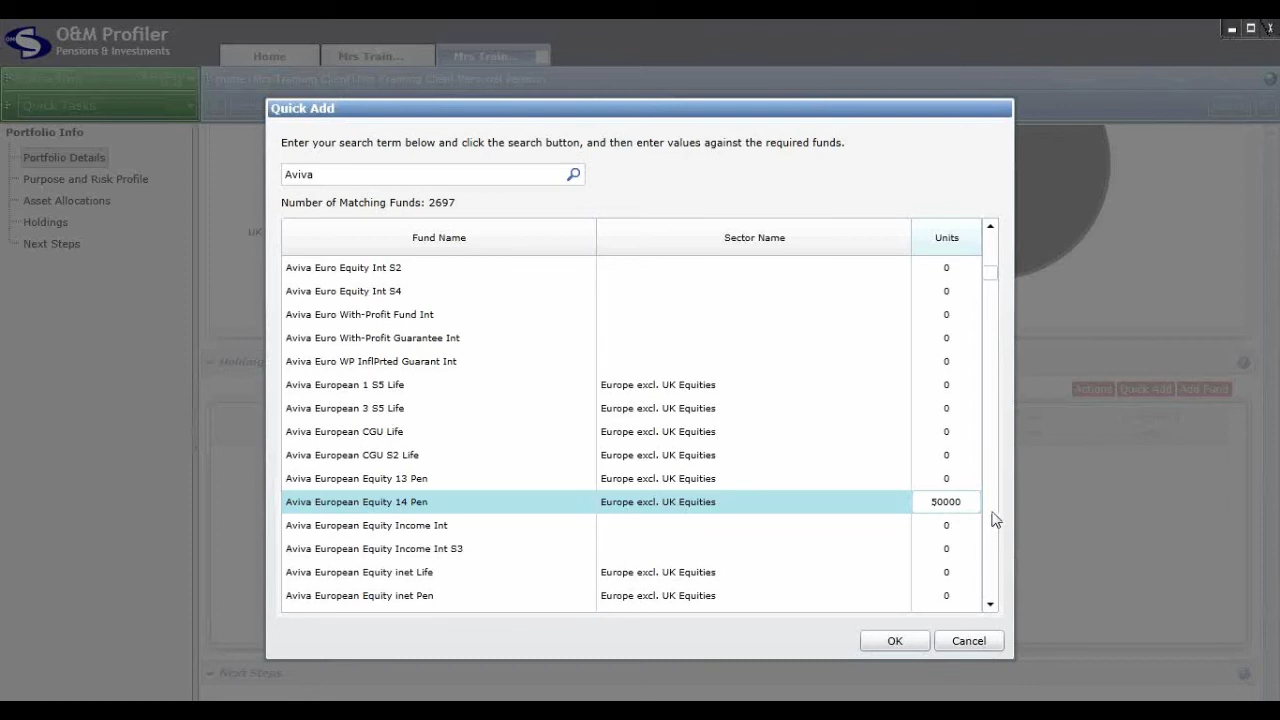 O&M Profiler
Pensions & Investments
Home
Mrs Train...
Mrs Train...
Quick Tasks
Portfolio Info
Portfolio Details
Purpose and Risk Profile
Asset Allocations
Holdings
Next Steps
Quick Add
Enter your search term below and click the search button, and then enter values against the required funds.
Aviva
Number of Matching Funds: 2697
UK
Fund Name Sector Name Units
Aviva Euro Equity Int S2 0
Aviva Euro Equity Int S4 0
Aviva Euro With-Profit Fund Int 0
Aviva Euro With-Profit Guarantee Int 0
Aviva Euro WP InflPrted Guarant Int 0
Aviva European 1 S5 Life Europe excl. UK Equities 0
Aviva European 3 S5 Life Europe excl. UK Equities 0
Aviva European CGU Life Europe excl. UK Equities 0
Aviva European CGU S2 Life Europe excl. UK Equities 0
Aviva European Equity 13 Pen Europe excl. UK Equities 0
Aviva European Equity 14 Pen Europe excl. UK Equities 50000
Aviva European Equity Income Int 0
Aviva European Equity Income Int S3 0
Aviva European Equity inet Life Europe excl. UK Equities 0
Aviva European Equity inet Pen Europe excl. UK Equities 0
OK Cancel
Actions Quick Add Add Fund
Next Steps